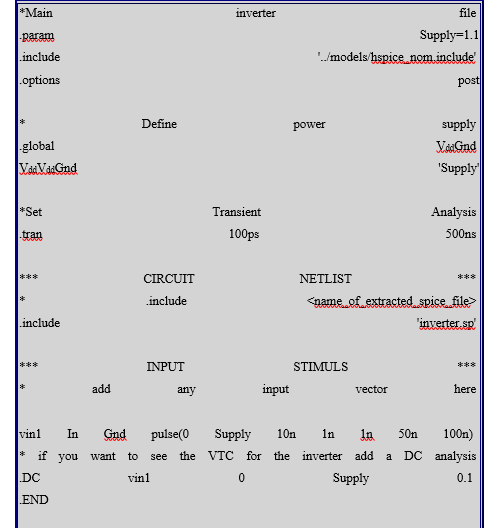 *Main inverter file
.param Supply=1.1
.include '../models/hspice_nom.include'
.options post
* Define power supply
.global VddGnd
VddVddGnd 'Supply'
*Set Transient Analysis
.tran 100ps 500ns
*** CIRCUIT NETLIST ***
* .include <name_of_extracted_spice_file>
.include 'inverter.sp'
*** INPUT STIMULS ***
* add any input vector here
vin1 In Gnd pulse(0 Supply 10n 1n 1n 50n 100n)
* if you want to see the VTC for the inverter add a DC analysis
.DC vin1 0 Supply 0.1
.END